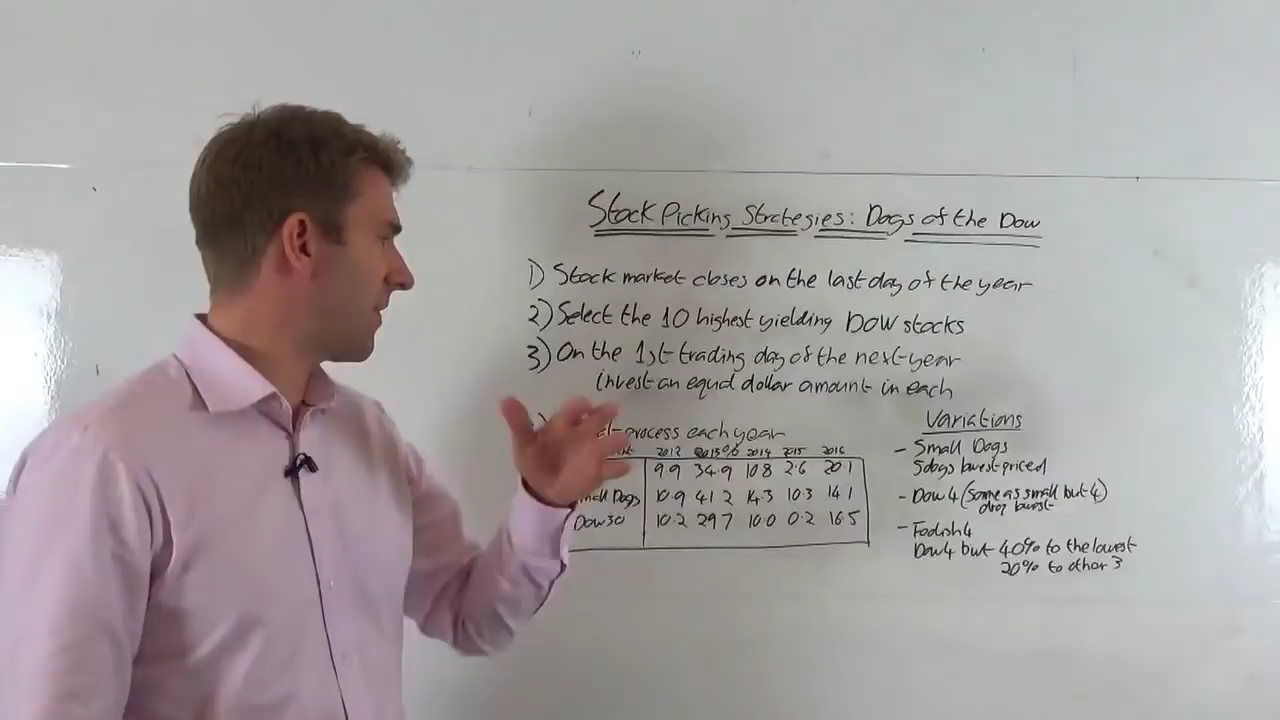 Stock Picking Strategies: Dogs of the Dow
1) Stock market closes on the last day of the year
2) Select the 10 highest yielding DOW stocks
3) On the 1st trading day of the next year
invest an equal dollar amount in each
process each year
2012 2013 % 2014 2015 2016
9.9 34.9 10.8 2.6 20.1
Small Dogs 10.9 41.2 14.3 10.3 14.1
Dow30 10.2 29.7 10.0 0.2 16.5
Variations
- Small Dogs
5dogs lowest priced
- Dow 4 (same as small but 4)
drop lowest
- Foolish 4
Dow4 but 40% to the lowest
20% to other 3